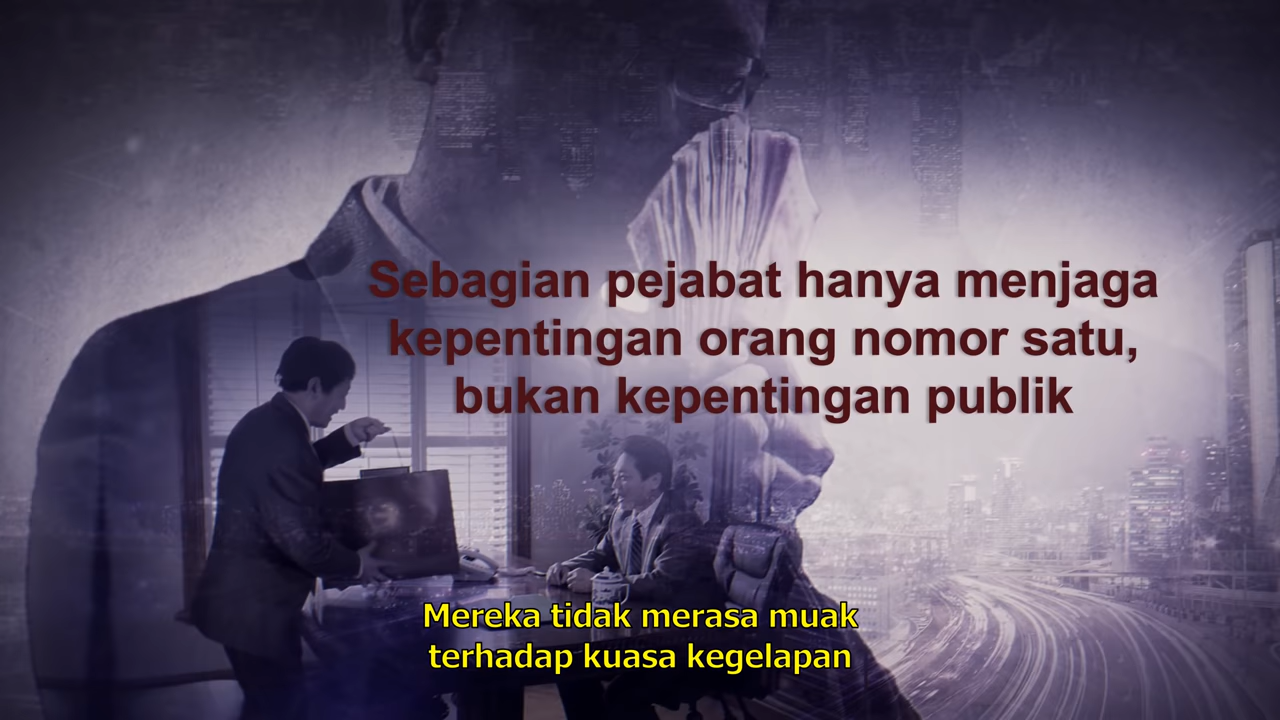 Sebagian pejabat hanya menjaga
kepentingan orang nomor satu,
bukan kepentingan publik
Mereka tidak merasa muak
terhadap kuasa kegelapan